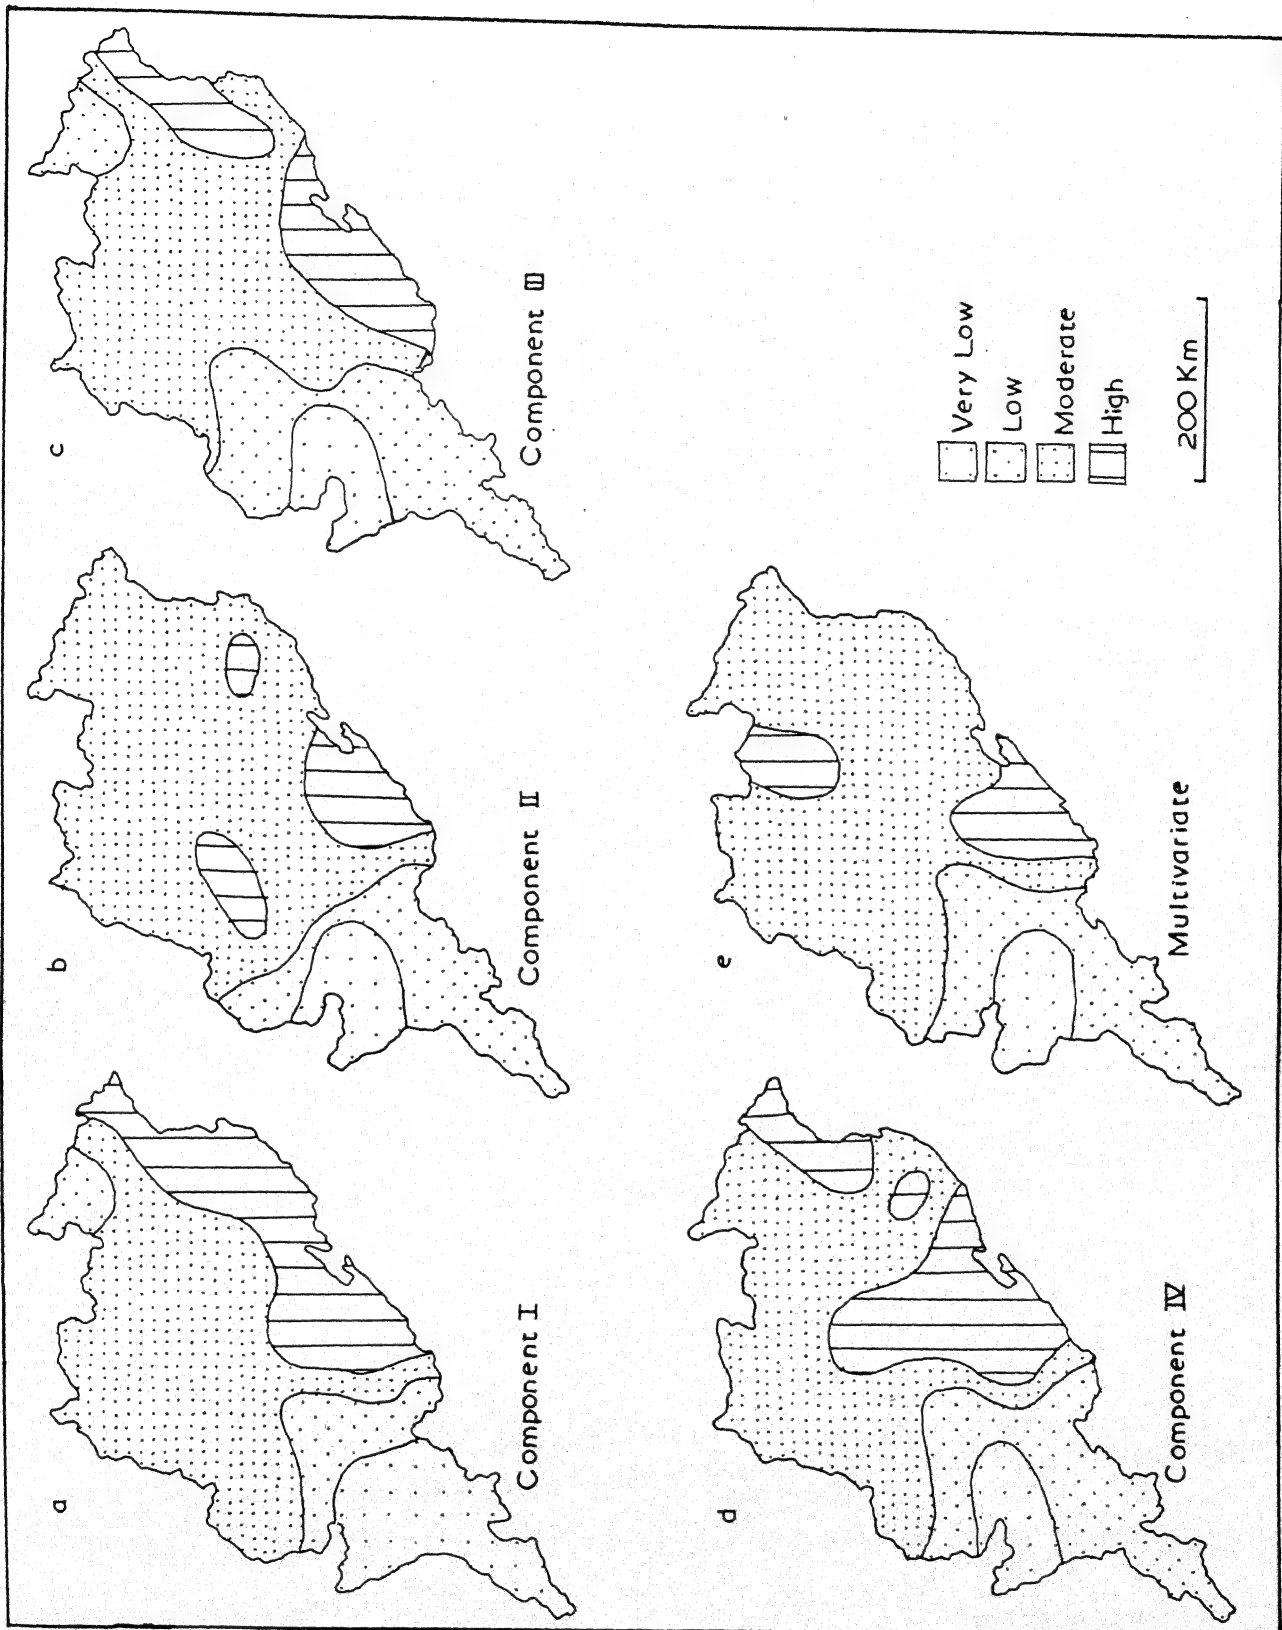 a
Component I
b
Component II
c
Component III
d
Component IV
e
Multivariate
Very Low
Low
Moderate
High
200 Km